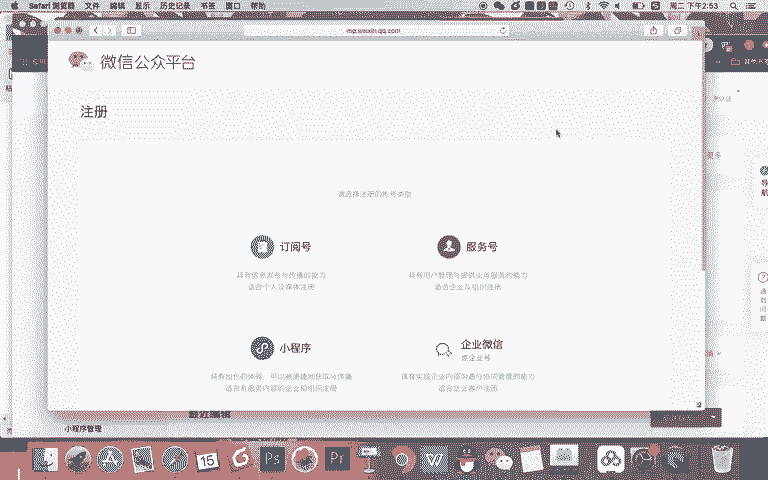 Safari 浏览器 文件 编辑 显示 历史记录 书签 窗口 帮助
周二 下午2:53
mp.weixin.qq.com
微信公众平台
注册
请选择注册的帐号类型
订阅号
具有信息发布与传播的能力
适合个人及媒体注册
服务号
具有用户管理与提供业务服务的能力
适合企业及组织注册
小程序
具有出色的体验，可以被便捷地获取与传播
适合有服务内容的企业和组织注册
企业微信
原企业号
具有实现企业内部沟通与协同管理的能力
适合企业客户注册
最近编辑
小程序管理
15